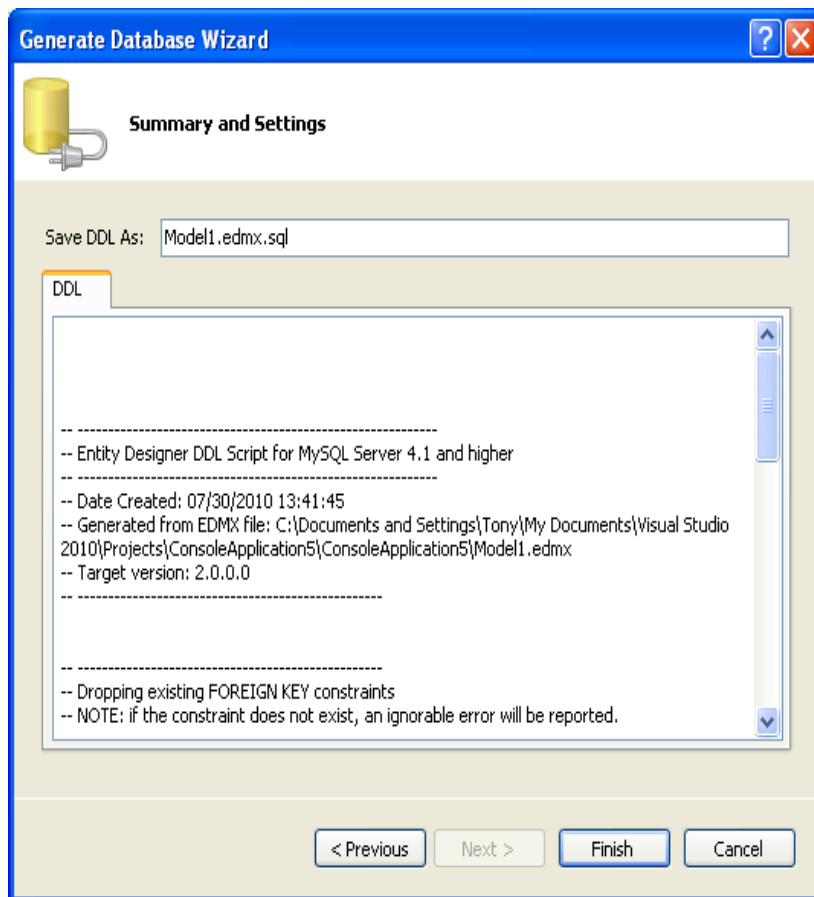 Generate Database Wizard
Summary and Settings
Save DDL As: Model1.edmx.sql
DDL
-- -----------------------------------------------------------
-- Entity Designer DDL Script for MySQL Server 4.1 and higher
-- -----------------------------------------------------------
-- Date Created: 07/30/2010 13:41:45
-- Generated from EDMX file: C:\Documents and Settings\Tony\My Documents\Visual Studio
2010\Projects\ConsoleApplication5\ConsoleApplication5\Model1.edmx
-- Target version: 2.0.0.0
-- --------------------------------------------------
-- --------------------------------------------------
-- Dropping existing FOREIGN KEY constraints
-- NOTE: if the constraint does not exist, an ignorable error will be reported.
< Previous
Next >
Finish
Cancel